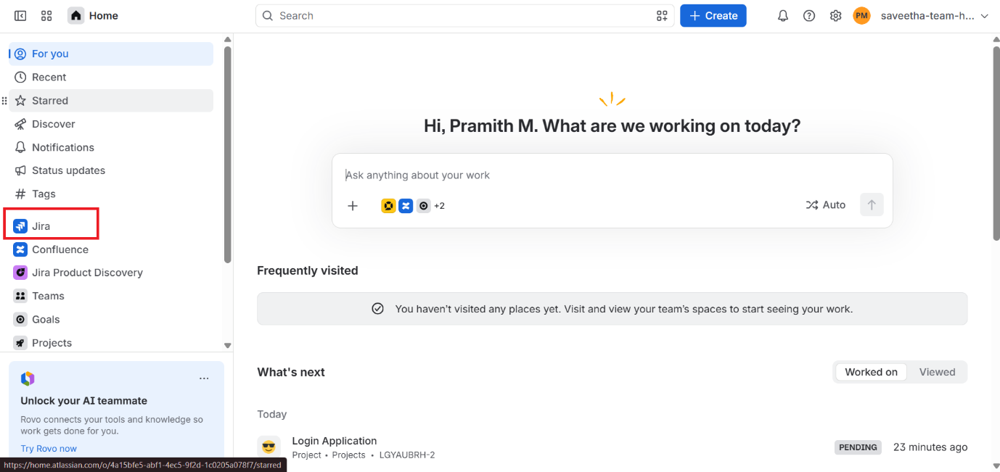 Home
Search
+ Create
PM
saveetha-team-h...
For you
Recent
Starred
Discover
Notifications
Status updates
Tags
Jira
Confluence
Jira Product Discovery
Teams
Goals
Projects
Unlock your AI teammate
Rovo connects your tools and knowledge so
work gets done for you.
Try Rovo now
https://home.atlassian.com/o/4a15bfe5-abf1-4ec5-9f2d-1c0205a078f7/starred
Hi, Pramith M. What are we working on today?
Ask anything about your work
+2
Auto
Frequently visited
You haven't visited any places yet. Visit and view your team's spaces to start seeing your work.
What's next
Worked on Viewed
Today
Login Application
Project • Projects • LGYAUBRH-2
PENDING 23 minutes ago